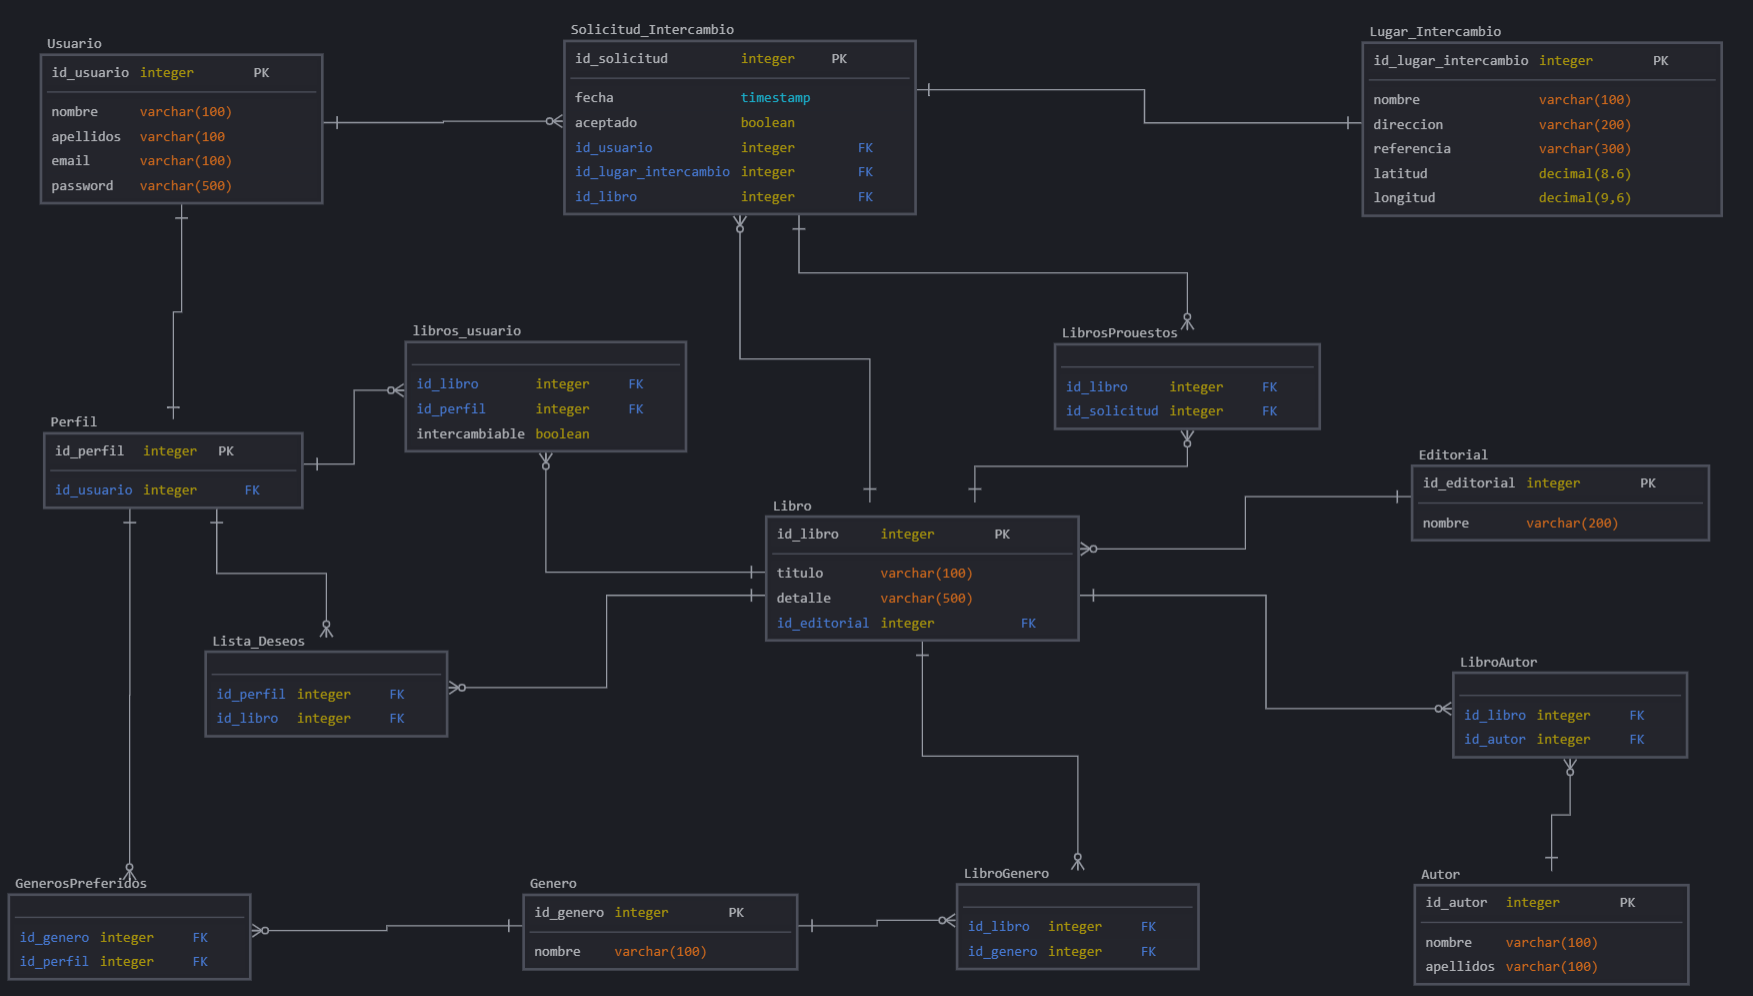 Usuario
id_usuario integer PK
nombre varchar(100)
apellidos varchar(100
email varchar(100)
password varchar(500)
Solicitud_Intercambio
id_solicitud integer PK
fecha timestamp
aceptado boolean
id_usuario integer FK
id_lugar_intercambio integer FK
id_libro integer FK
Lugar_Intercambio
id_lugar_intercambio integer PK
nombre varchar(100)
direccion varchar(200)
referencia varchar(300)
latitud decimal(8.6)
longitud decimal(9,6)
libros_usuario
id_libro integer FK
id_perfil integer FK
intercambiable boolean
LibrosProuestos
id_libro integer FK
id_solicitud integer FK
Perfil
id_perfil integer PK
id_usuario integer FK
Editorial
id_editorial integer PK
nombre varchar(200)
Libro
id_libro integer PK
titulo varchar(100)
detalle varchar(500)
id_editorial integer FK
Lista_Deseos
id_perfil integer FK
id_libro integer FK
LibroAutor
id_libro integer FK
id_autor integer FK
GenerosPreferidos
id_genero integer FK
id_perfil integer FK
Genero
id_genero integer PK
nombre varchar(100)
LibroGenero
id_libro integer FK
id_genero integer FK
Autor
id_autor integer PK
nombre varchar(100)
apellidos varchar(100)